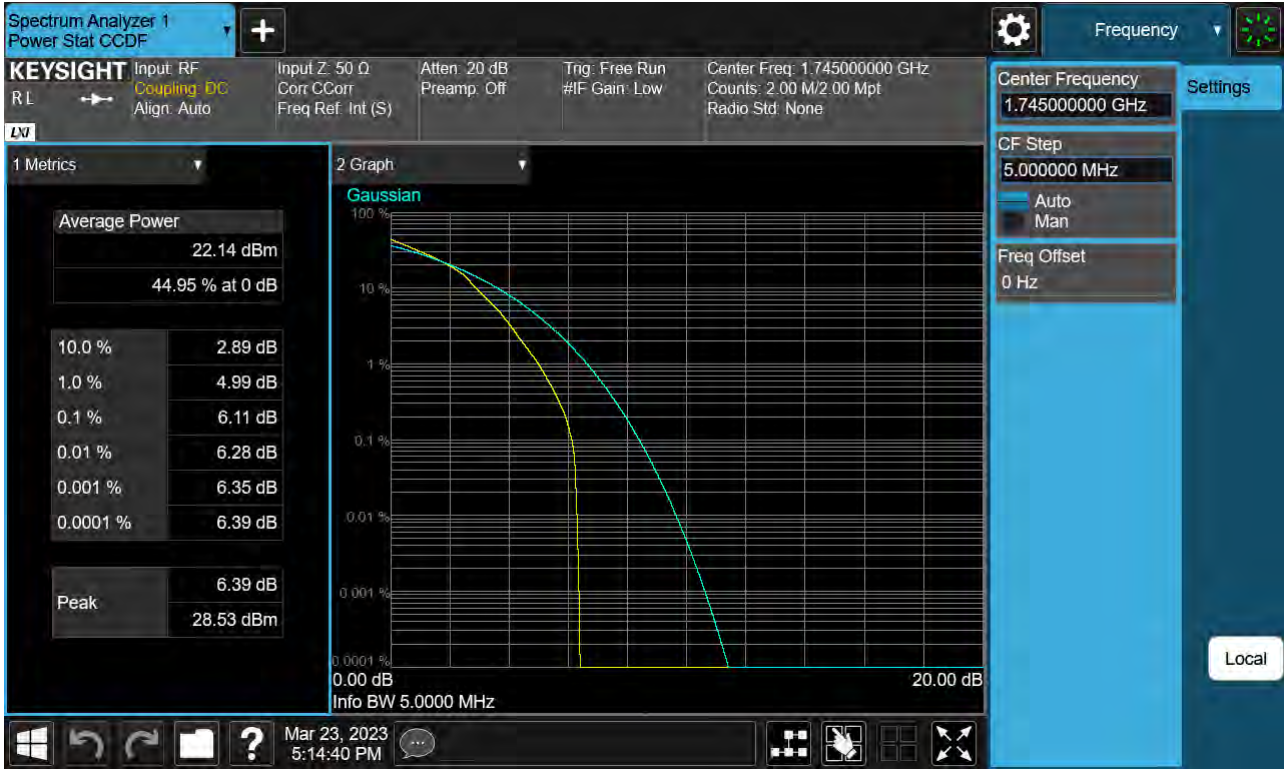 Spectrum Analyzer 1
Power Stat CCDF
Frequency
KEYSIGHT
R L
LXI
Input: RF
Coupling: DC
Align: Auto
Input Z: 50 Ω
Corr CCorr
Freq Ref: Int (S)
Atten: 20 dB
Preamp: Off
Trig: Free Run
#IF Gain: Low
Center Freq: 1.745000000 GHz
Counts: 2.00 M/2.00 Mpt
Radio Std: None
Center Frequency
1.745000000 GHz
Settings
CF Step
5.000000 MHz
Auto
Man
Freq Offset
0 Hz
Local
1 Metrics
Average Power
22.14 dBm
44.95 % at 0 dB
10.0 % 2.89 dB
1.0 % 4.99 dB
0.1 % 6.11 dB
0.01 % 6.28 dB
0.001 % 6.35 dB
0.0001 % 6.39 dB
Peak 6.39 dB
28.53 dBm
2 Graph
Gaussian
100 %
10 %
1 %
0.1 %
0.01 %
0.001 %
0.0001 %
0.00 dB 20.00 dB
Info BW 5.0000 MHz
?
Mar 23, 2023
5:14:40 PM